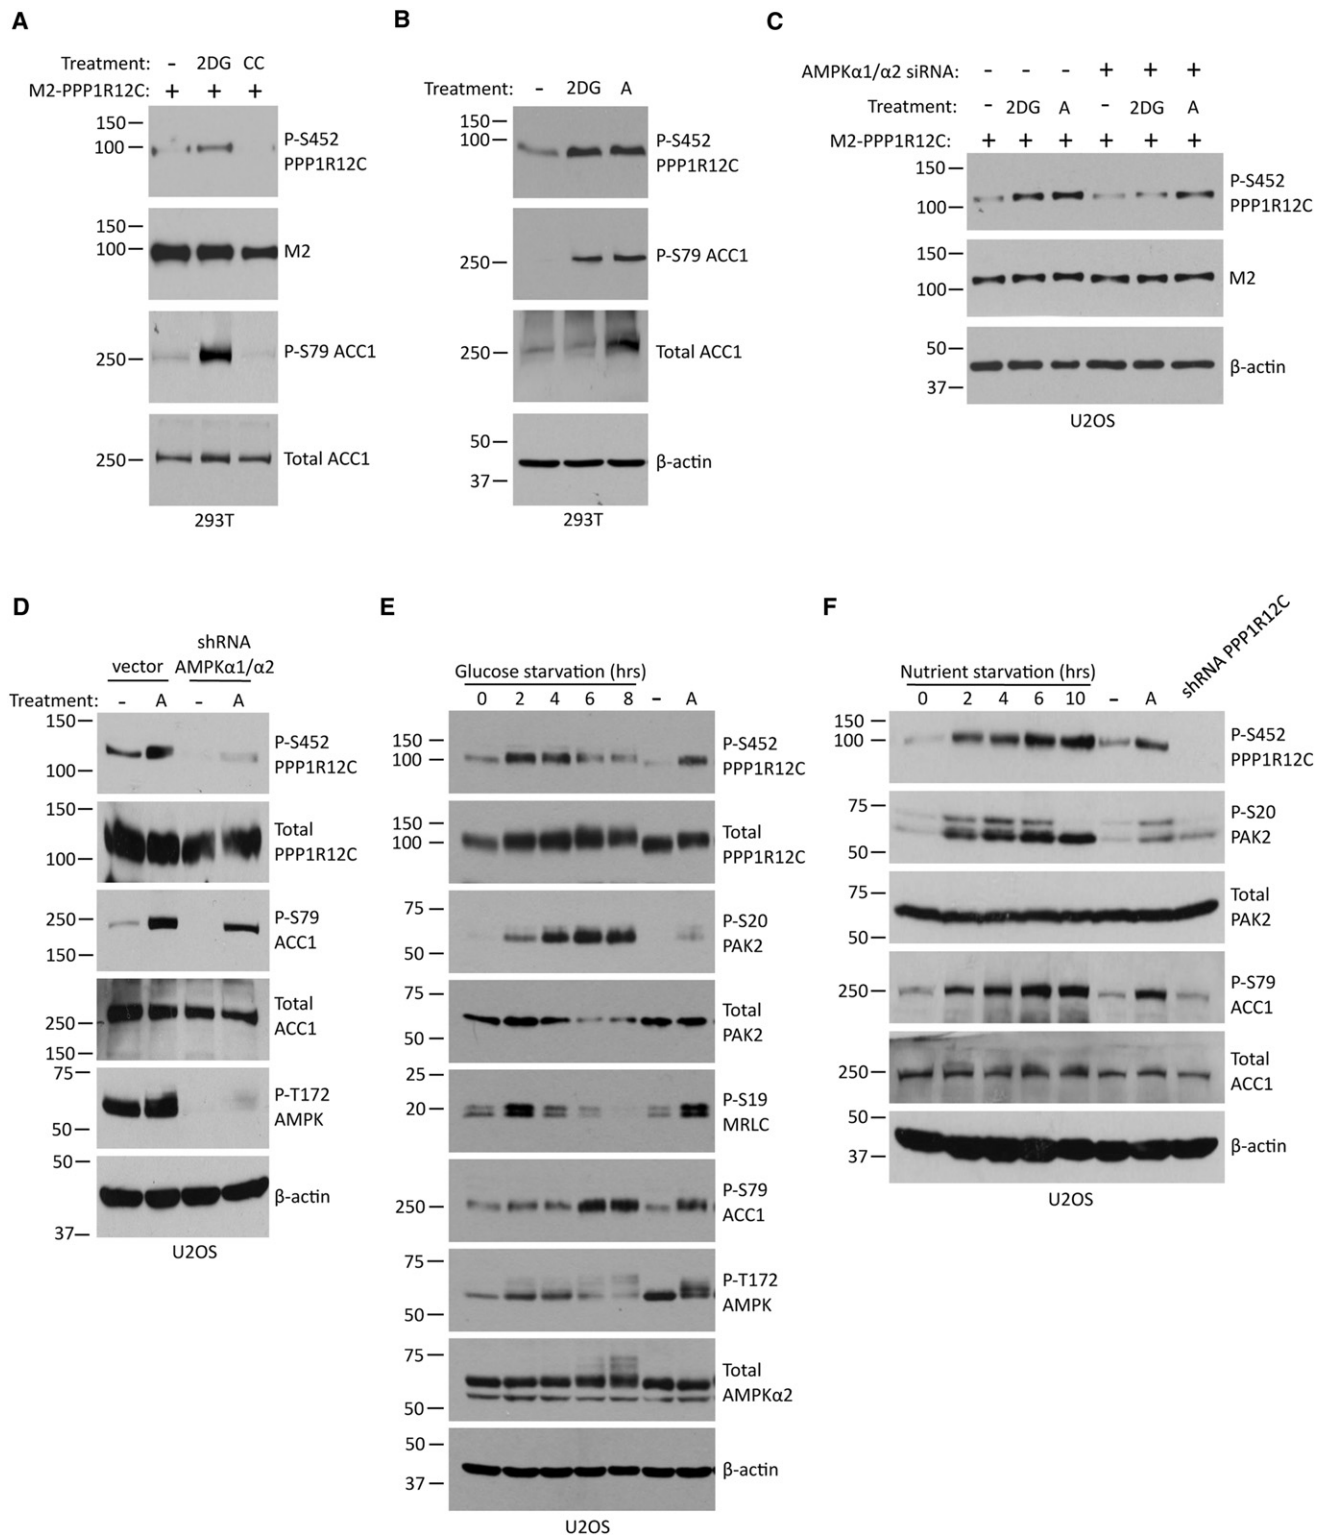 A
Treatment: - 2DG CC
M2-PPP1R12C: + + +
150
100
P-S452
PPP1R12C
150
100
M2
250
P-S79 ACC1
250
Total ACC1
293T
B
Treatment: - 2DG A
150
100
P-S452
PPP1R12C
250
P-S79 ACC1
250
Total ACC1
50
37
β-actin
293T
C
AMPKα1/α2 siRNA: - - - + + +
Treatment: - 2DG A - 2DG A
M2-PPP1R12C: + + + + + +
150
100
P-S452
PPP1R12C
150
100
M2
50
37
β-actin
U2OS
D
shRNA
vector AMPKα1/α2
Treatment: - A - A
150
100
P-S452
PPP1R12C
150
100
Total
PPP1R12C
250
150
P-S79
ACC1
250
150
Total
ACC1
75
50
P-T172
AMPK
50
37
β-actin
U2OS
E
Glucose starvation (hrs)
0 2 4 6 8 - A
150
100
P-S452
PPP1R12C
150
100
Total
PPP1R12C
75
50
P-S20
PAK2
75
50
Total
PAK2
25
20
P-S19
MRLC
250
P-S79
ACC1
75
50
P-T172
AMPK
75
50
Total
AMPKα2
50
37
β-actin
U2OS
F
Nutrient starvation (hrs)
0 2 4 6 10 - A shRNA PPP1R12C
150
100
P-S452
PPP1R12C
75
50
P-S20
PAK2
75
50
Total
PAK2
250
P-S79
ACC1
250
Total
ACC1
50
37
β-actin
U2OS